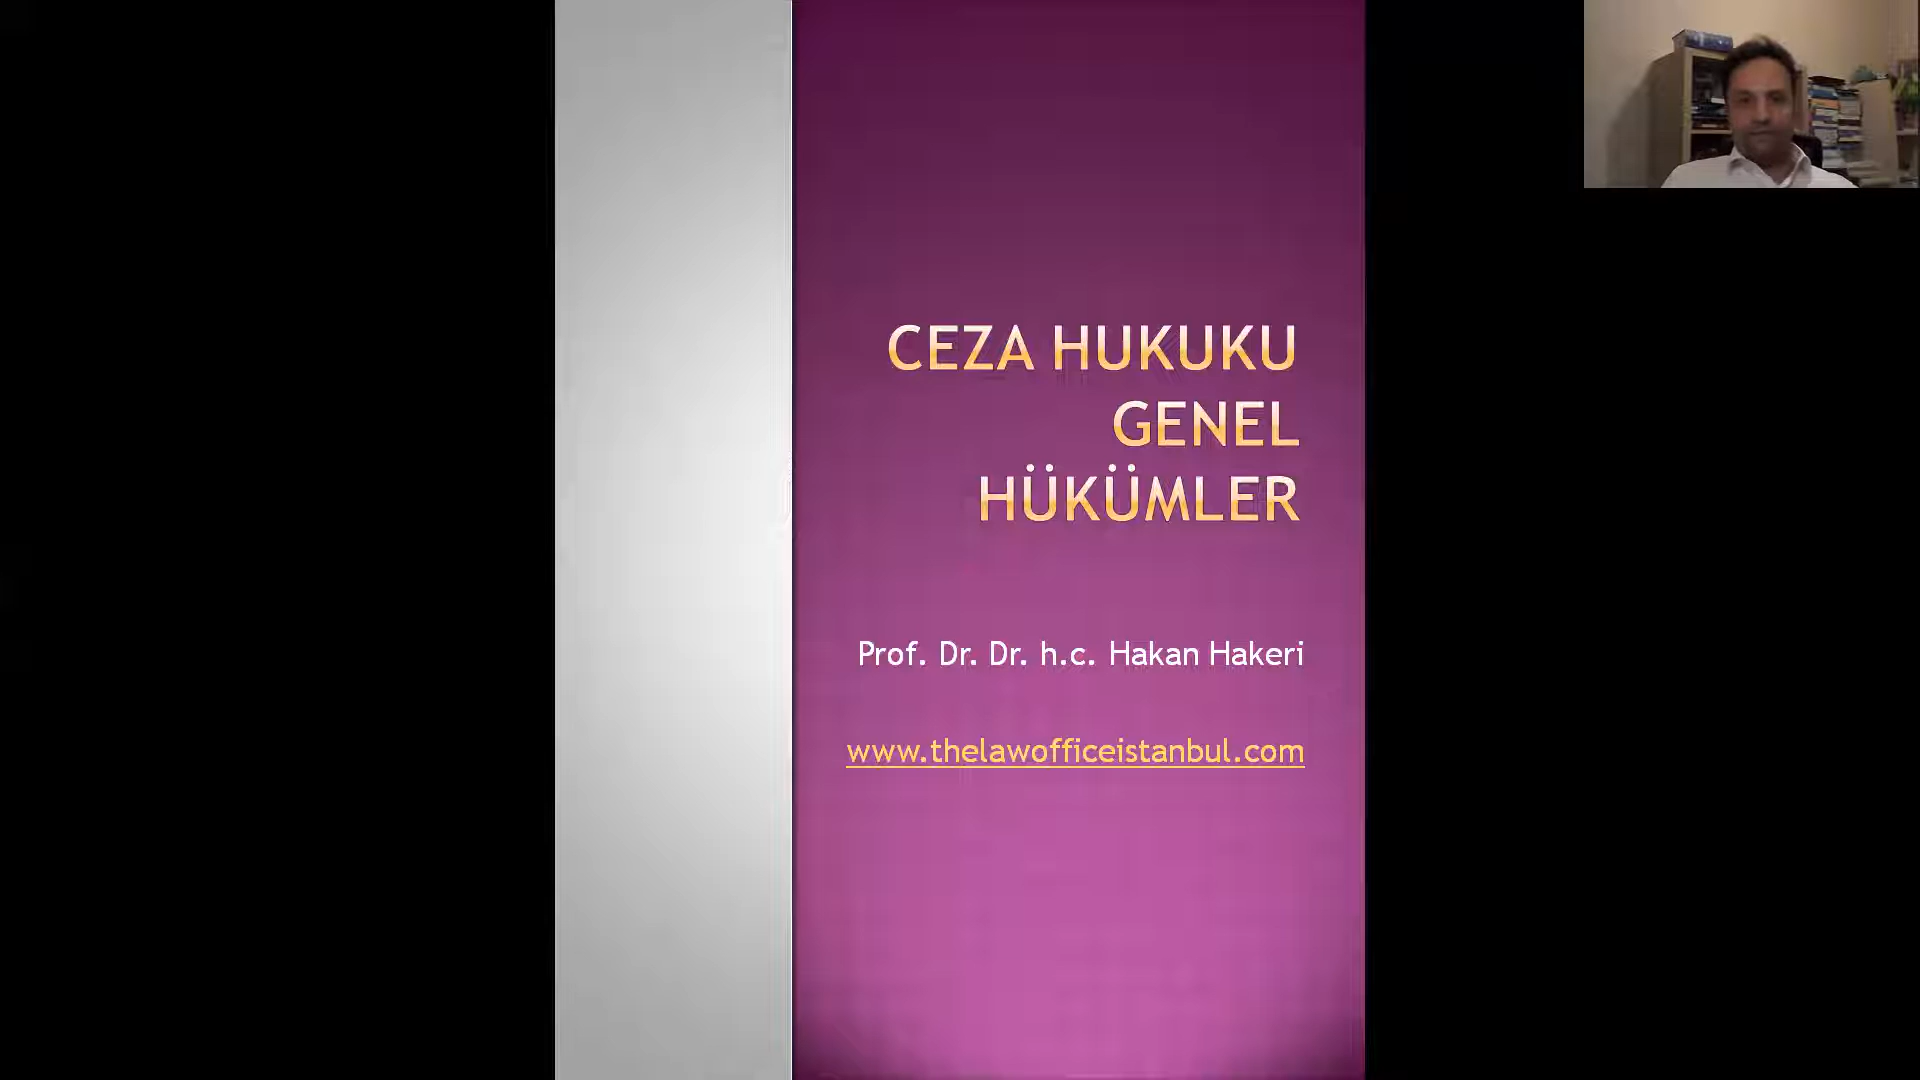 CEZA HUKUKU
GENEL
HÜKÜMLER
Prof. Dr. Dr. h.c. Hakan Hakeri
www.thelawofficeistanbul.com